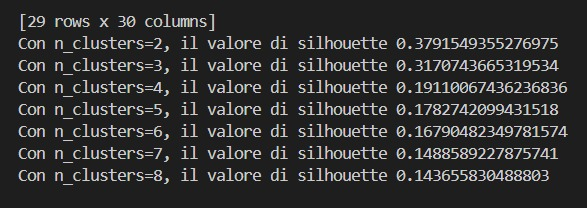 [29 rows x 30 columns]
Con n_clusters=2, il valore di silhouette 0.3791549355276975
Con n_clusters=3, il valore di silhouette 0.3170743665319534
Con n_clusters=4, il valore di silhouette 0.19110067436236836
Con n_clusters=5, il valore di silhouette 0.1782742099431518
Con n_clusters=6, il valore di silhouette 0.16790482349781574
Con n_clusters=7, il valore di silhouette 0.1488589227875741
Con n_clusters=8, il valore di silhouette 0.143655830488803